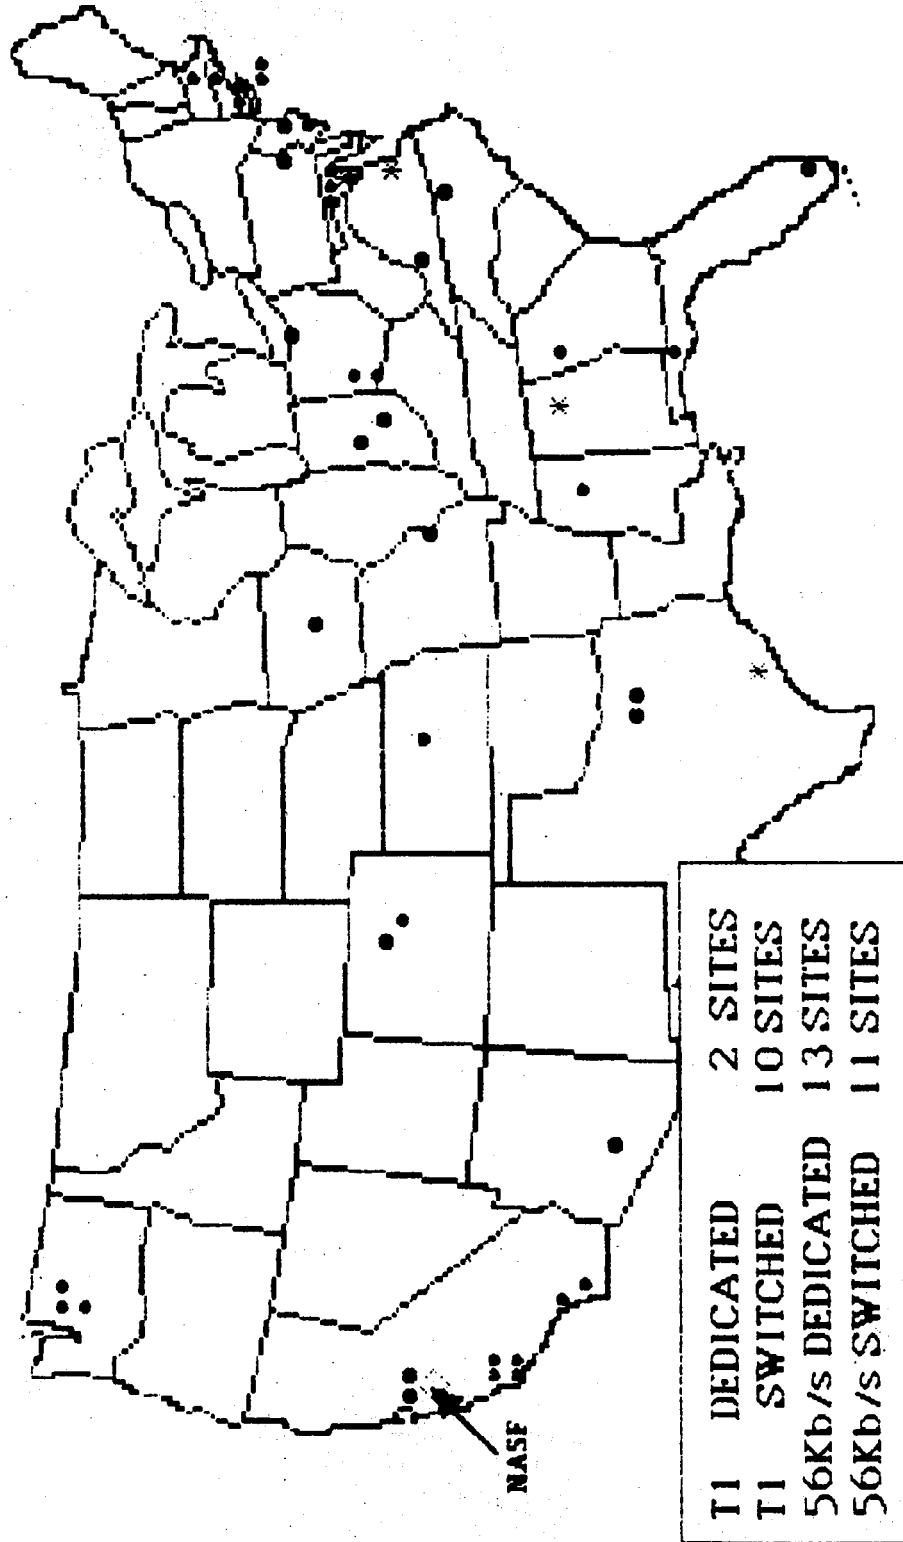 NASF
T1 DEDICATED 2 SITES
T1 SWITCHED 10 SITES
56Kb/s DEDICATED 13 SITES
56Kb/s SWITCHED 11 SITES